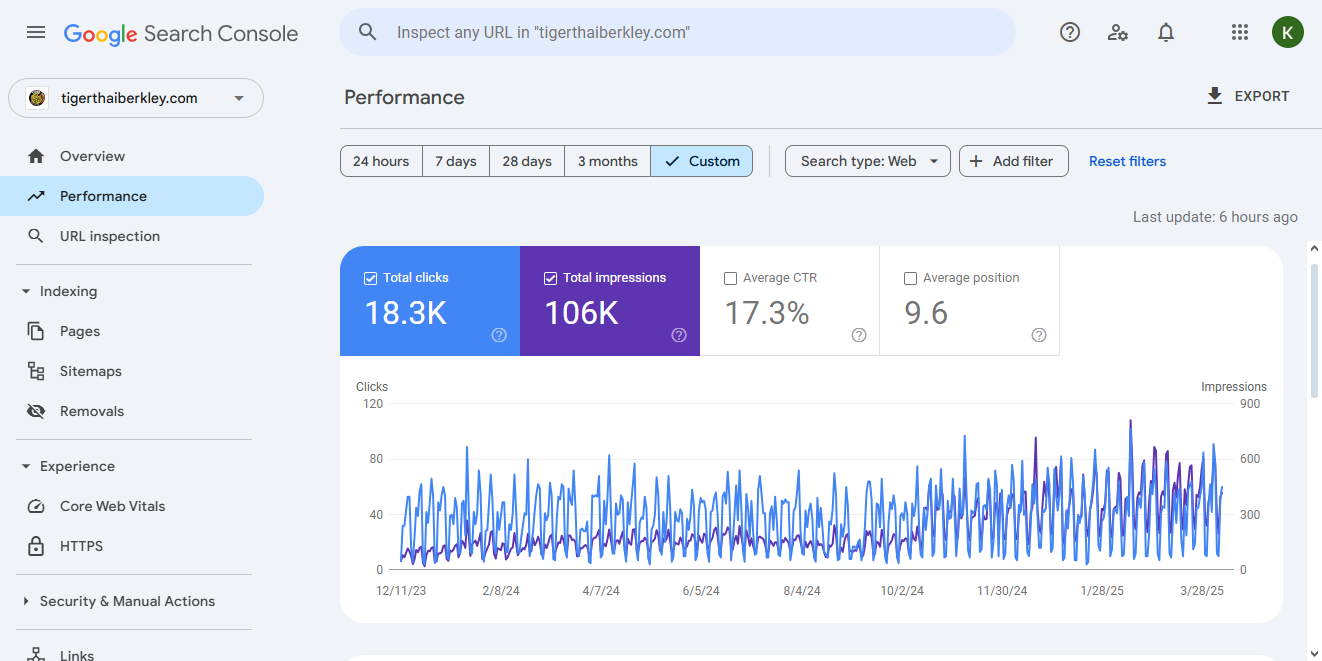 Google Search Console
Inspect any URL in "tigerthaiberkley.com"
K
tigerthaiberkley.com
Performance
EXPORT
24 hours
7 days
28 days
3 months
Custom
Search type: Web
Add filter
Reset filters
Last update: 6 hours ago
Overview
Performance
URL inspection
Indexing
Pages
Sitemaps
Removals
Experience
Core Web Vitals
HTTPS
Security & Manual Actions
Links
Total clicks
18.3K
Total impressions
106K
Average CTR
17.3%
Average position
9.6
Clicks
Impressions
120
900
80
600
40
300
0
0
12/11/23
2/8/24
4/7/24
6/5/24
8/4/24
10/2/24
11/30/24
1/28/25
3/28/25